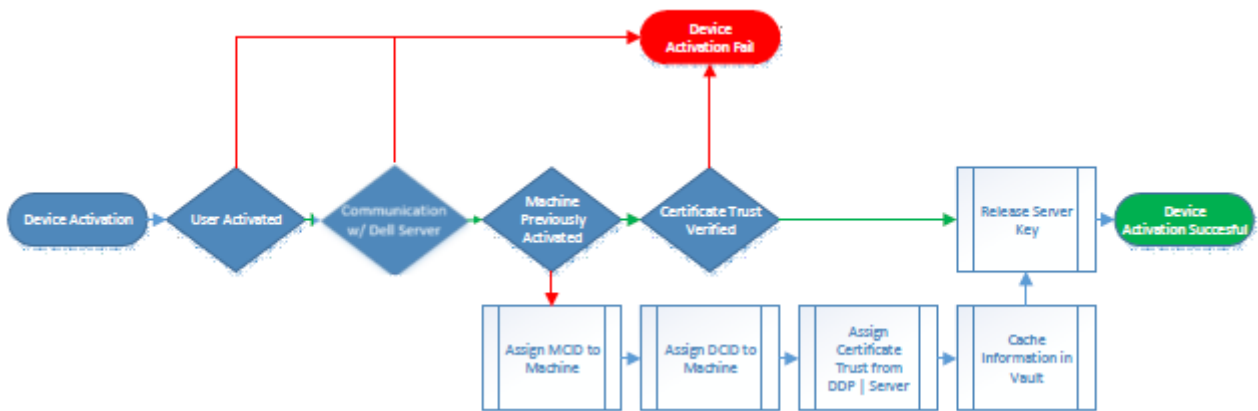 Device
Activation Fail
Device Activation
User Activated
Communication
w/ Dell Server
Machine
Previously
Activated
Certificate Trust
Verified
Release Server
Key
Device
Activation Succesful
Assign MCID to
Machine
Assign DCID to
Machine
Assign
Certificate
Trust from
DDP | Server
Cache
Information in
Vault